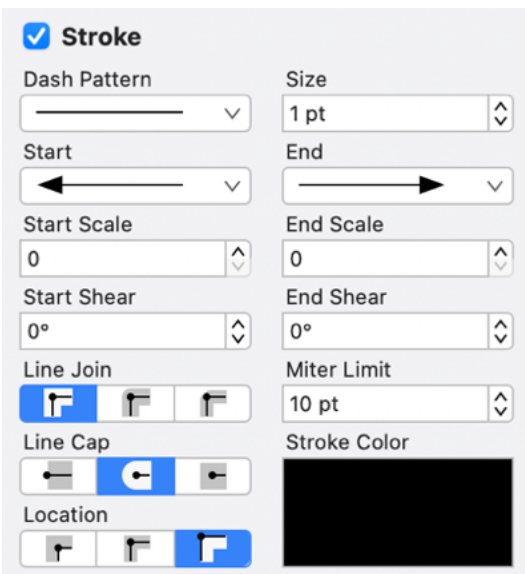 Stroke
Dash Pattern
Size
1 pt
Start
End
Start Scale
End Scale
0
0
Start Shear
End Shear
0°
0°
Line Join
Miter Limit
10 pt
Line Cap
Stroke Color
Location